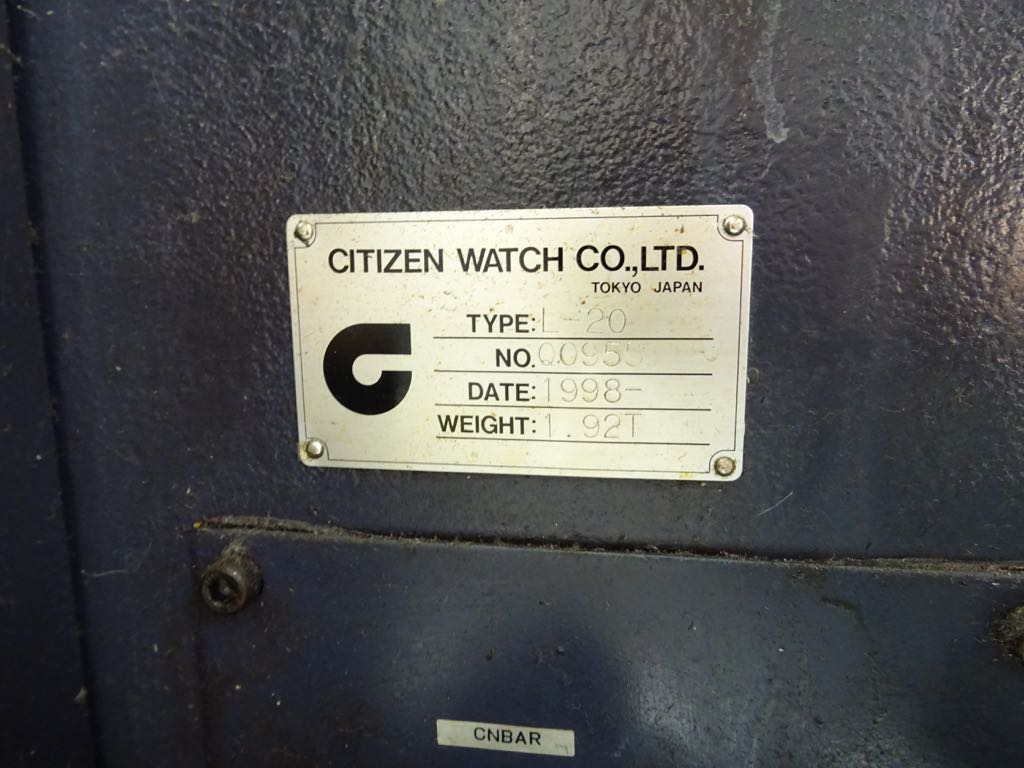 CITIZEN WATCH CO.,LTD.
TOKYO JAPAN
TYPE: L 20
NO.
DATE: 1998-
WEIGHT: 1.92T
CNBAR